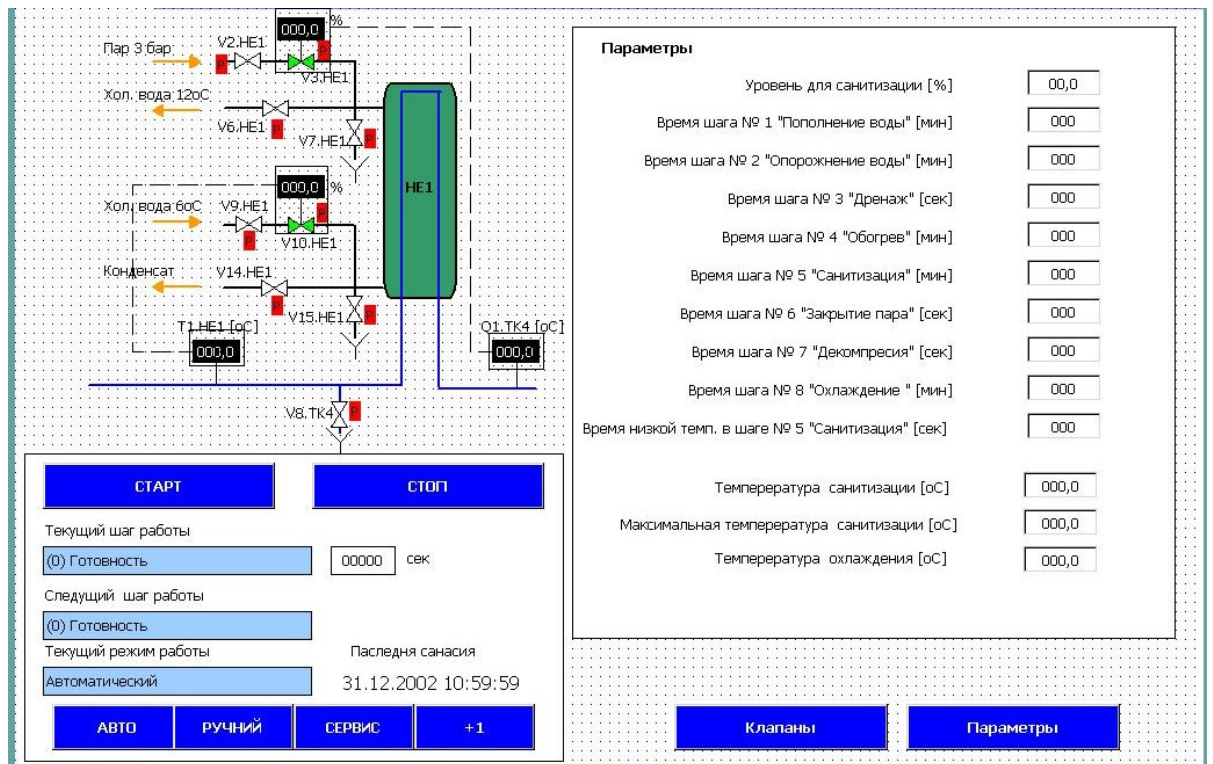 000,0 %
Пар 3 бар
V2.HE1
P
P
V3.HE1
Хол. вода 12oC
V6.HE1
P
V7.HE1
P
HE1
000,0 %
Хол. вода 6oC
V9.HE1
P
P
V10.HE1
Конденсат
V14.HE1
P
V15.HE1
P
T1.HE1 [oC]
000,0
Q1.TK4 [oC]
000,0
V8.TK4
P
СТАРТ
СТОП
Текущий шаг работы
(0) Готовность
00000 сек
Следущий шаг работы
(0) Готовность
Текущий режим работы
Паследня санасия
Автоматический
31.12.2002 10:59:59
АВТО
РУЧНИЙ
СЕРВИС
+1
Параметры
Уровень для санитизации [%] 00,0
Время шага № 1 "Пополнение воды" [мин] 000
Время шага № 2 "Опорожнение воды" [мин] 000
Время шага № 3 "Дренаж" [сек] 000
Время шага № 4 "Обогрев" [мин] 000
Время шага № 5 "Санитизация" [мин] 000
Время шага № 6 "Закрытие пара" [сек] 000
Время шага № 7 "Декомпресия" [сек] 000
Время шага № 8 "Охлаждение " [мин] 000
Время низкой темп. в шаге № 5 "Санитизация" [сек] 000
Темперература санитизации [oC] 000,0
Максимальная темперература санитизации [oC] 000,0
Темперература охлаждения [oC] 000,0
Клапаны
Параметры